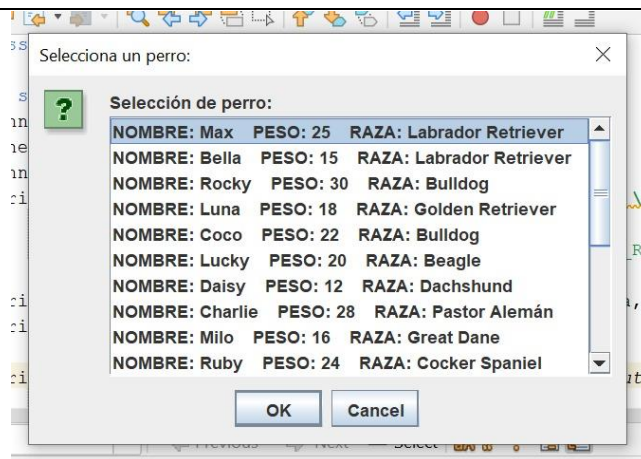 Selecciona un perro:
?
Selección de perro:
NOMBRE: Max PESO: 25 RAZA: Labrador Retriever
NOMBRE: Bella PESO: 15 RAZA: Labrador Retriever
NOMBRE: Rocky PESO: 30 RAZA: Bulldog
NOMBRE: Luna PESO: 18 RAZA: Golden Retriever
NOMBRE: Coco PESO: 22 RAZA: Bulldog
NOMBRE: Lucky PESO: 20 RAZA: Beagle
NOMBRE: Daisy PESO: 12 RAZA: Dachshund
NOMBRE: Charlie PESO: 28 RAZA: Pastor Alemán
NOMBRE: Milo PESO: 16 RAZA: Great Dane
NOMBRE: Ruby PESO: 24 RAZA: Cocker Spaniel
OK Cancel